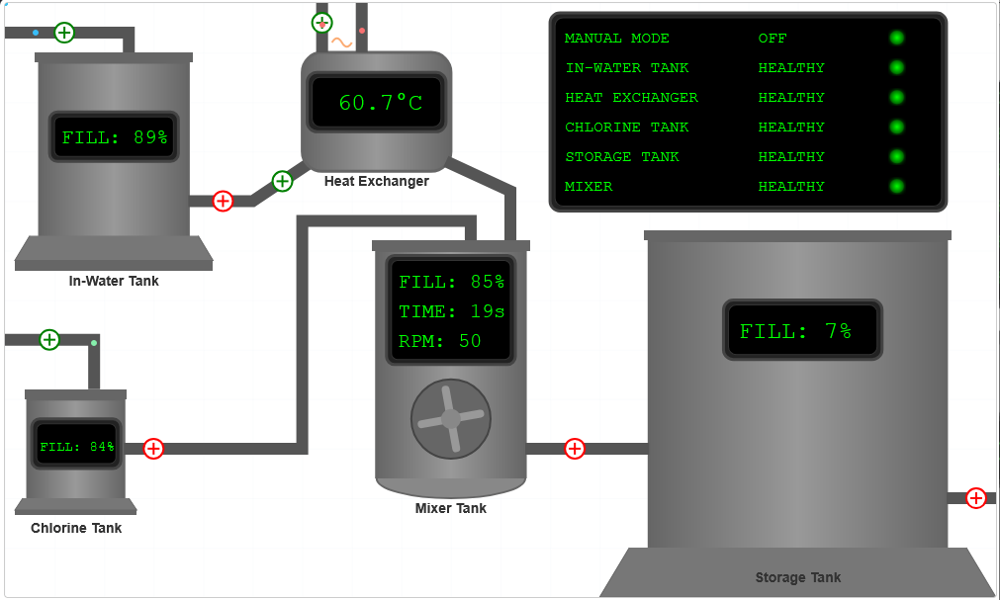 FILL: 89%
In-Water Tank
60.7°C
Heat Exchanger
MANUAL MODE OFF
IN-WATER TANK HEALTHY
HEAT EXCHANGER HEALTHY
CHLORINE TANK HEALTHY
STORAGE TANK HEALTHY
MIXER HEALTHY
FILL: 84%
Chlorine Tank
FILL: 85%
TIME: 19s
RPM: 50
Mixer Tank
FILL: 7%
Storage Tank